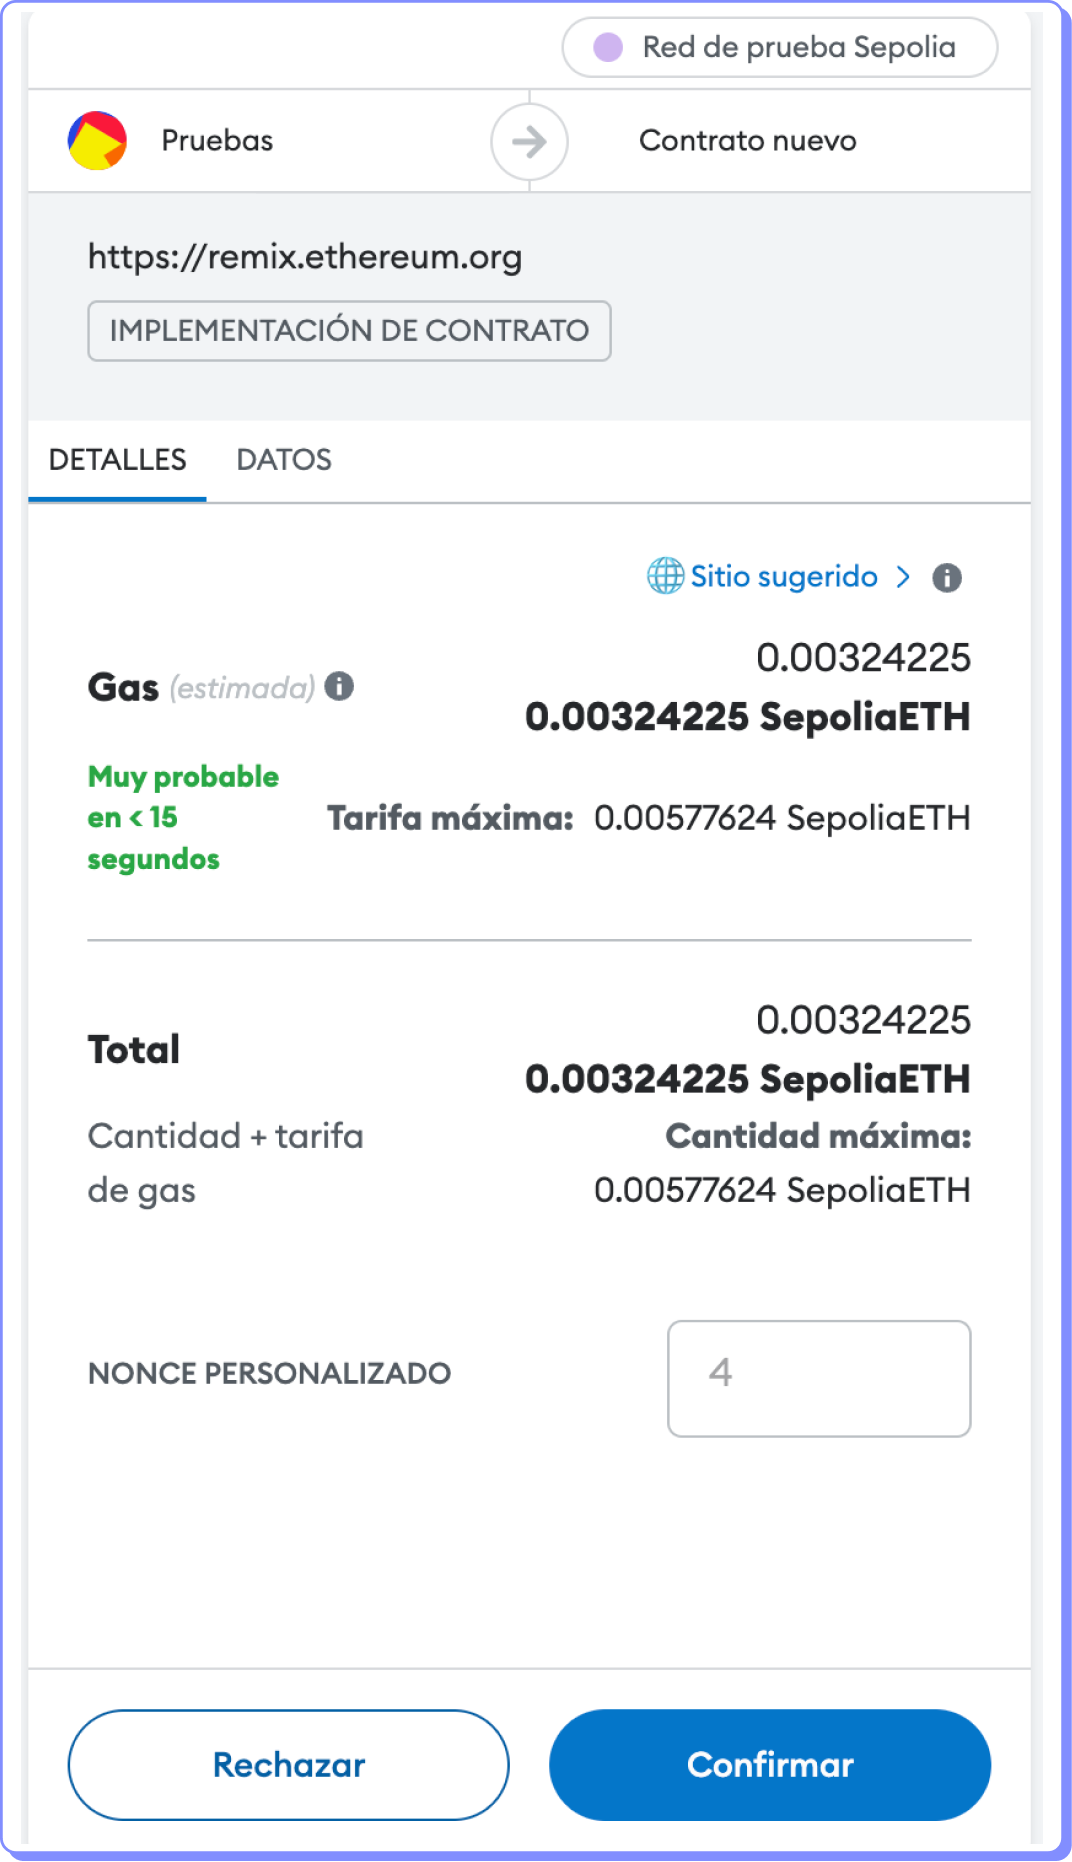 Red de prueba Sepolia
Pruebas
Contrato nuevo
https://remix.ethereum.org
IMPLEMENTACIÓN DE CONTRATO
DETALLES
DATOS
Sitio sugerido
Gas (estimada)
0.00324225
0.00324225 SepoliaETH
Muy probable
en < 15
segundos
Tarifa máxima: 0.00577624 SepoliaETH
Total
0.00324225
0.00324225 SepoliaETH
Cantidad + tarifa
de gas
Cantidad máxima:
0.00577624 SepoliaETH
NONCE PERSONALIZADO
4
Rechazar
Confirmar